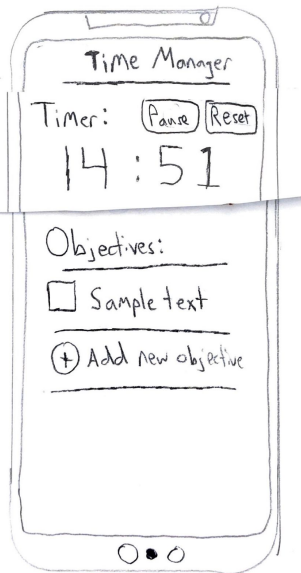 Time Manager
Timer: Pause Reset
14:51
Objectives:
Sample text
+ Add new objective